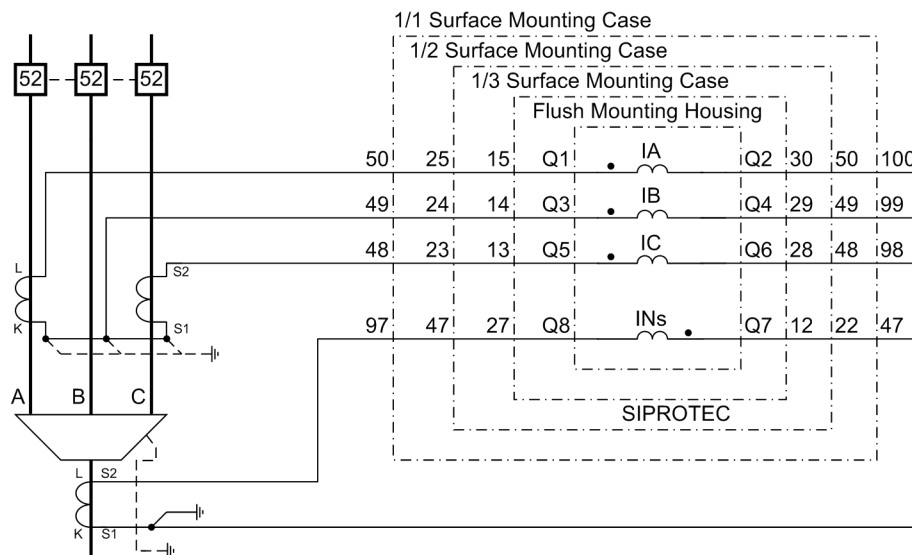 1/1 Surface Mounting Case
1/2 Surface Mounting Case
1/3 Surface Mounting Case
Flush Mounting Housing
52 52 52
50 25 15 Q1 IA Q2 30 50 100
49 24 14 Q3 IB Q4 29 49 99
48 23 13 Q5 IC Q6 28 48 98
L S2
K S1
97 47 27 Q8 INs Q7 12 22 47
A B C
SIPROTEC
L S2
K S1